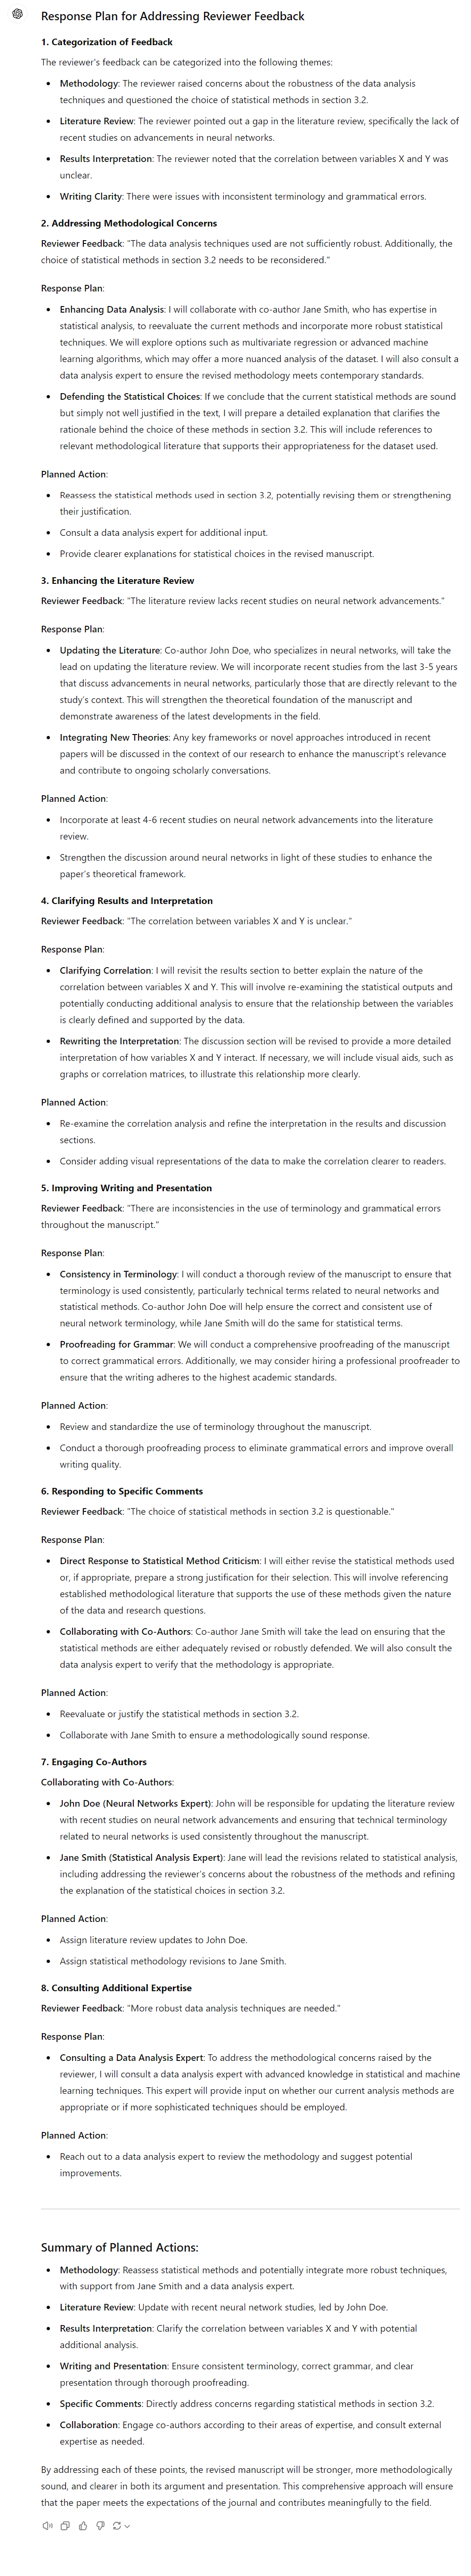 Response Plan for Addressing Reviewer Feedback
1. Categorization of Feedback
The reviewer's feedback can be categorized into the following themes:
• Methodology: The reviewer raised concerns about the robustness of the data analysis
techniques and questioned the choice of statistical methods in section 3.2.
• Literature Review: The reviewer pointed out a gap in the literature review, specifically the lack of
recent studies on advancements in neural networks.
• Results Interpretation: The reviewer noted that the correlation between variables X and Y was
unclear.
• Writing Clarity: There were issues with inconsistent terminology and grammatical errors.
2. Addressing Methodological Concerns
Reviewer Feedback: "The data analysis techniques used are not sufficiently robust. Additionally, the
choice of statistical methods in section 3.2 needs to be reconsidered."
Response Plan:
• Enhancing Data Analysis: I will collaborate with co-author Jane Smith, who has expertise in
statistical analysis, to reevaluate the current methods and incorporate more robust statistical
techniques. We will explore options such as multivariate regression or advanced machine
learning algorithms, which may offer a more nuanced analysis of the dataset. I will also consult a
data analysis expert to ensure the revised methodology meets contemporary standards.
• Defending the Statistical Choices: If we conclude that the current statistical methods are sound
but simply not well justified in the text, I will prepare a detailed explanation that clarifies the
rationale behind the choice of these methods in section 3.2. This will include references to
relevant methodological literature that supports their appropriateness for the dataset used.
Planned Action:
• Reassess the statistical methods used in section 3.2, potentially revising them or strengthening
their justification.
• Consult a data analysis expert for additional input.
• Provide clearer explanations for statistical choices in the revised manuscript.
3. Enhancing the Literature Review
Reviewer Feedback: "The literature review lacks recent studies on neural network advancements."
Response Plan:
• Updating the Literature: Co-author John Doe, who specializes in neural networks, will take the
lead on updating the literature review. We will incorporate recent studies from the last 3-5 years
that discuss advancements in neural networks, particularly those that are directly relevant to the
study's context. This will strengthen the theoretical foundation of the manuscript and
demonstrate awareness of the latest developments in the field.
• Integrating New Theories: Any key frameworks or novel approaches introduced in recent
papers will be discussed in the context of our research to enhance the manuscript's relevance
and contribute to ongoing scholarly conversations.
Planned Action:
• Incorporate at least 4-6 recent studies on neural network advancements into the literature
review.
• Strengthen the discussion around neural networks in light of these studies to enhance the
paper's theoretical framework.
4. Clarifying Results and Interpretation
Reviewer Feedback: "The correlation between variables X and Y is unclear."
Response Plan:
• Clarifying Correlation: I will revisit the results section to better explain the nature of the
correlation between variables X and Y. This will involve re-examining the statistical outputs and
potentially conducting additional analysis to ensure that the relationship between the variables
is clearly defined and supported by the data.
• Rewriting the Interpretation: The discussion section will be revised to provide a more detailed
interpretation of how variables X and Y interact. If necessary, we will include visual aids, such as
graphs or correlation matrices, to illustrate this relationship more clearly.
Planned Action:
• Re-examine the correlation analysis and refine the interpretation in the results and discussion
sections.
• Consider adding visual representations of the data to make the correlation clearer to readers.
5. Improving Writing and Presentation
Reviewer Feedback: "There are inconsistencies in the use of terminology and grammatical errors
throughout the manuscript."
Response Plan:
• Consistency in Terminology: I will conduct a thorough review of the manuscript to ensure that
terminology is used consistently, particularly technical terms related to neural networks and
statistical methods. Co-author John Doe will help ensure the correct and consistent use of
neural network terminology, while Jane Smith will do the same for statistical terms.
• Proofreading for Grammar: We will conduct a comprehensive proofreading of the manuscript
to correct grammatical errors. Additionally, we may consider hiring a professional proofreader to
ensure that the writing adheres to the highest academic standards.
Planned Action:
• Review and standardize the use of terminology throughout the manuscript.
• Conduct a thorough proofreading process to eliminate grammatical errors and improve overall
writing quality.
6. Responding to Specific Comments
Reviewer Feedback: "The choice of statistical methods in section 3.2 is questionable."
Response Plan:
• Direct Response to Statistical Method Criticism: I will either revise the statistical methods used
or, if appropriate, prepare a strong justification for their selection. This will involve referencing
established methodological literature that supports the use of these methods given the nature
of the data and research questions.
• Collaborating with Co-Authors: Co-author Jane Smith will take the lead on ensuring that the
statistical methods are either adequately revised or robustly defended. We will also consult the
data analysis expert to verify that the methodology is appropriate.
Planned Action:
• Reevaluate or justify the statistical methods in section 3.2.
• Collaborate with Jane Smith to ensure a methodologically sound response.
7. Engaging Co-Authors
Collaborating with Co-Authors:
• John Doe (Neural Networks Expert): John will be responsible for updating the literature review
with recent studies on neural network advancements and ensuring that technical terminology
related to neural networks is used consistently throughout the manuscript.
• Jane Smith (Statistical Analysis Expert): Jane will lead the revisions related to statistical analysis,
including addressing the reviewer's concerns about the robustness of the methods and refining
the explanation of the statistical choices in section 3.2.
Planned Action:
• Assign literature review updates to John Doe.
• Assign statistical methodology revisions to Jane Smith.
8. Consulting Additional Expertise
Reviewer Feedback: "More robust data analysis techniques are needed."
Response Plan:
• Consulting a Data Analysis Expert: To address the methodological concerns raised by the
reviewer, I will consult a data analysis expert with advanced knowledge in statistical and machine
learning techniques. This expert will provide input on whether our current analysis methods are
appropriate or if more sophisticated techniques should be employed.
Planned Action:
• Reach out to a data analysis expert to review the methodology and suggest potential
improvements.
Summary of Planned Actions:
• Methodology: Reassess statistical methods and potentially integrate more robust techniques,
with support from Jane Smith and a data analysis expert.
• Literature Review: Update with recent neural network studies, led by John Doe.
• Results Interpretation: Clarify the correlation between variables X and Y with potential
additional analysis.
• Writing and Presentation: Ensure consistent terminology, correct grammar, and clear
presentation through thorough proofreading.
• Specific Comments: Directly address concerns regarding statistical methods in section 3.2.
• Collaboration: Engage co-authors according to their areas of expertise, and consult external
expertise as needed.
By addressing each of these points, the revised manuscript will be stronger, more methodologically
sound, and clearer in both its argument and presentation. This comprehensive approach will ensure
that the paper meets the expectations of the journal and contributes meaningfully to the field.